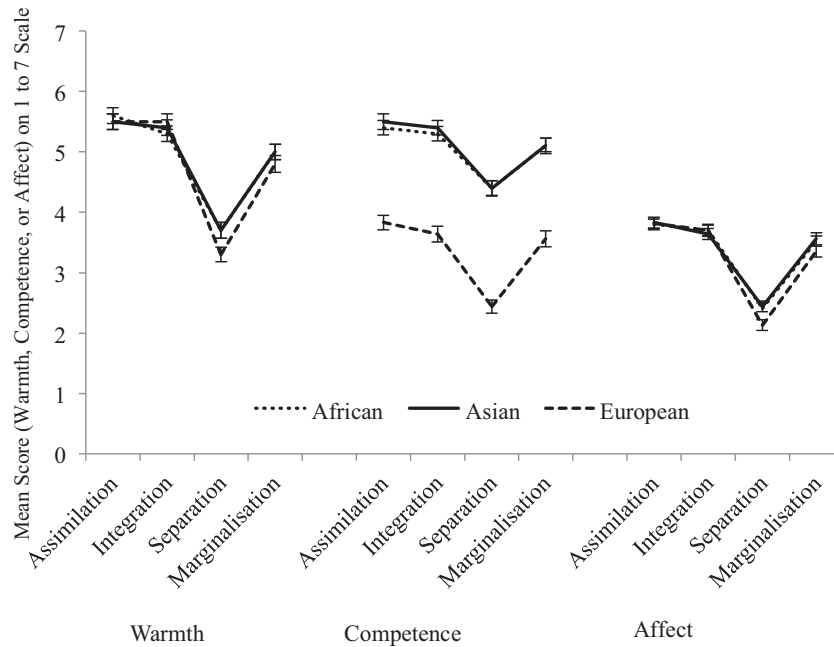 Mean Score (Warmth, Competence, or Affect) on 1 to 7 Scale
7
6
5
4
3
2
1
0
African Asian European
Assimilation
Integration
Separation
Marginalisation
Assimilation
Integration
Separation
Marginalisation
Assimilation
Integration
Separation
Marginalisation
Warmth Competence Affect